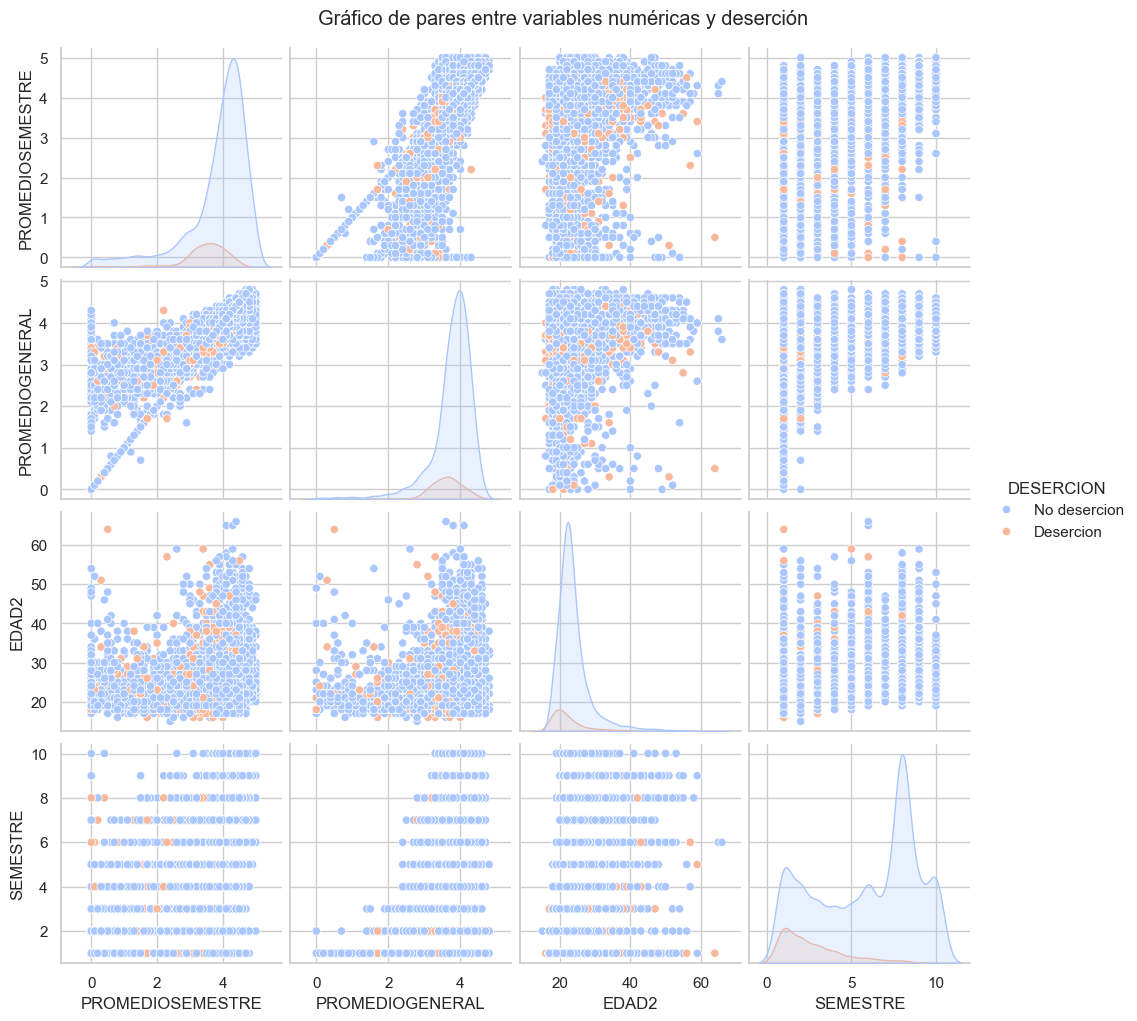 Gráfico de pares entre variables numéricas y deserción
PROMEDIOSEMESTRE
5
4
3
2
1
0
PROMEDIOGENERAL
5
4
3
2
1
0
DESERCION
No desercion
Desercion
EDAD2
60
50
40
30
20
SEMESTRE
10
8
6
4
2
0 2 4
0 2 4
20 40 60
0 5 10
PROMEDIOSEMESTRE PROMEDIOGENERAL EDAD2 SEMESTRE